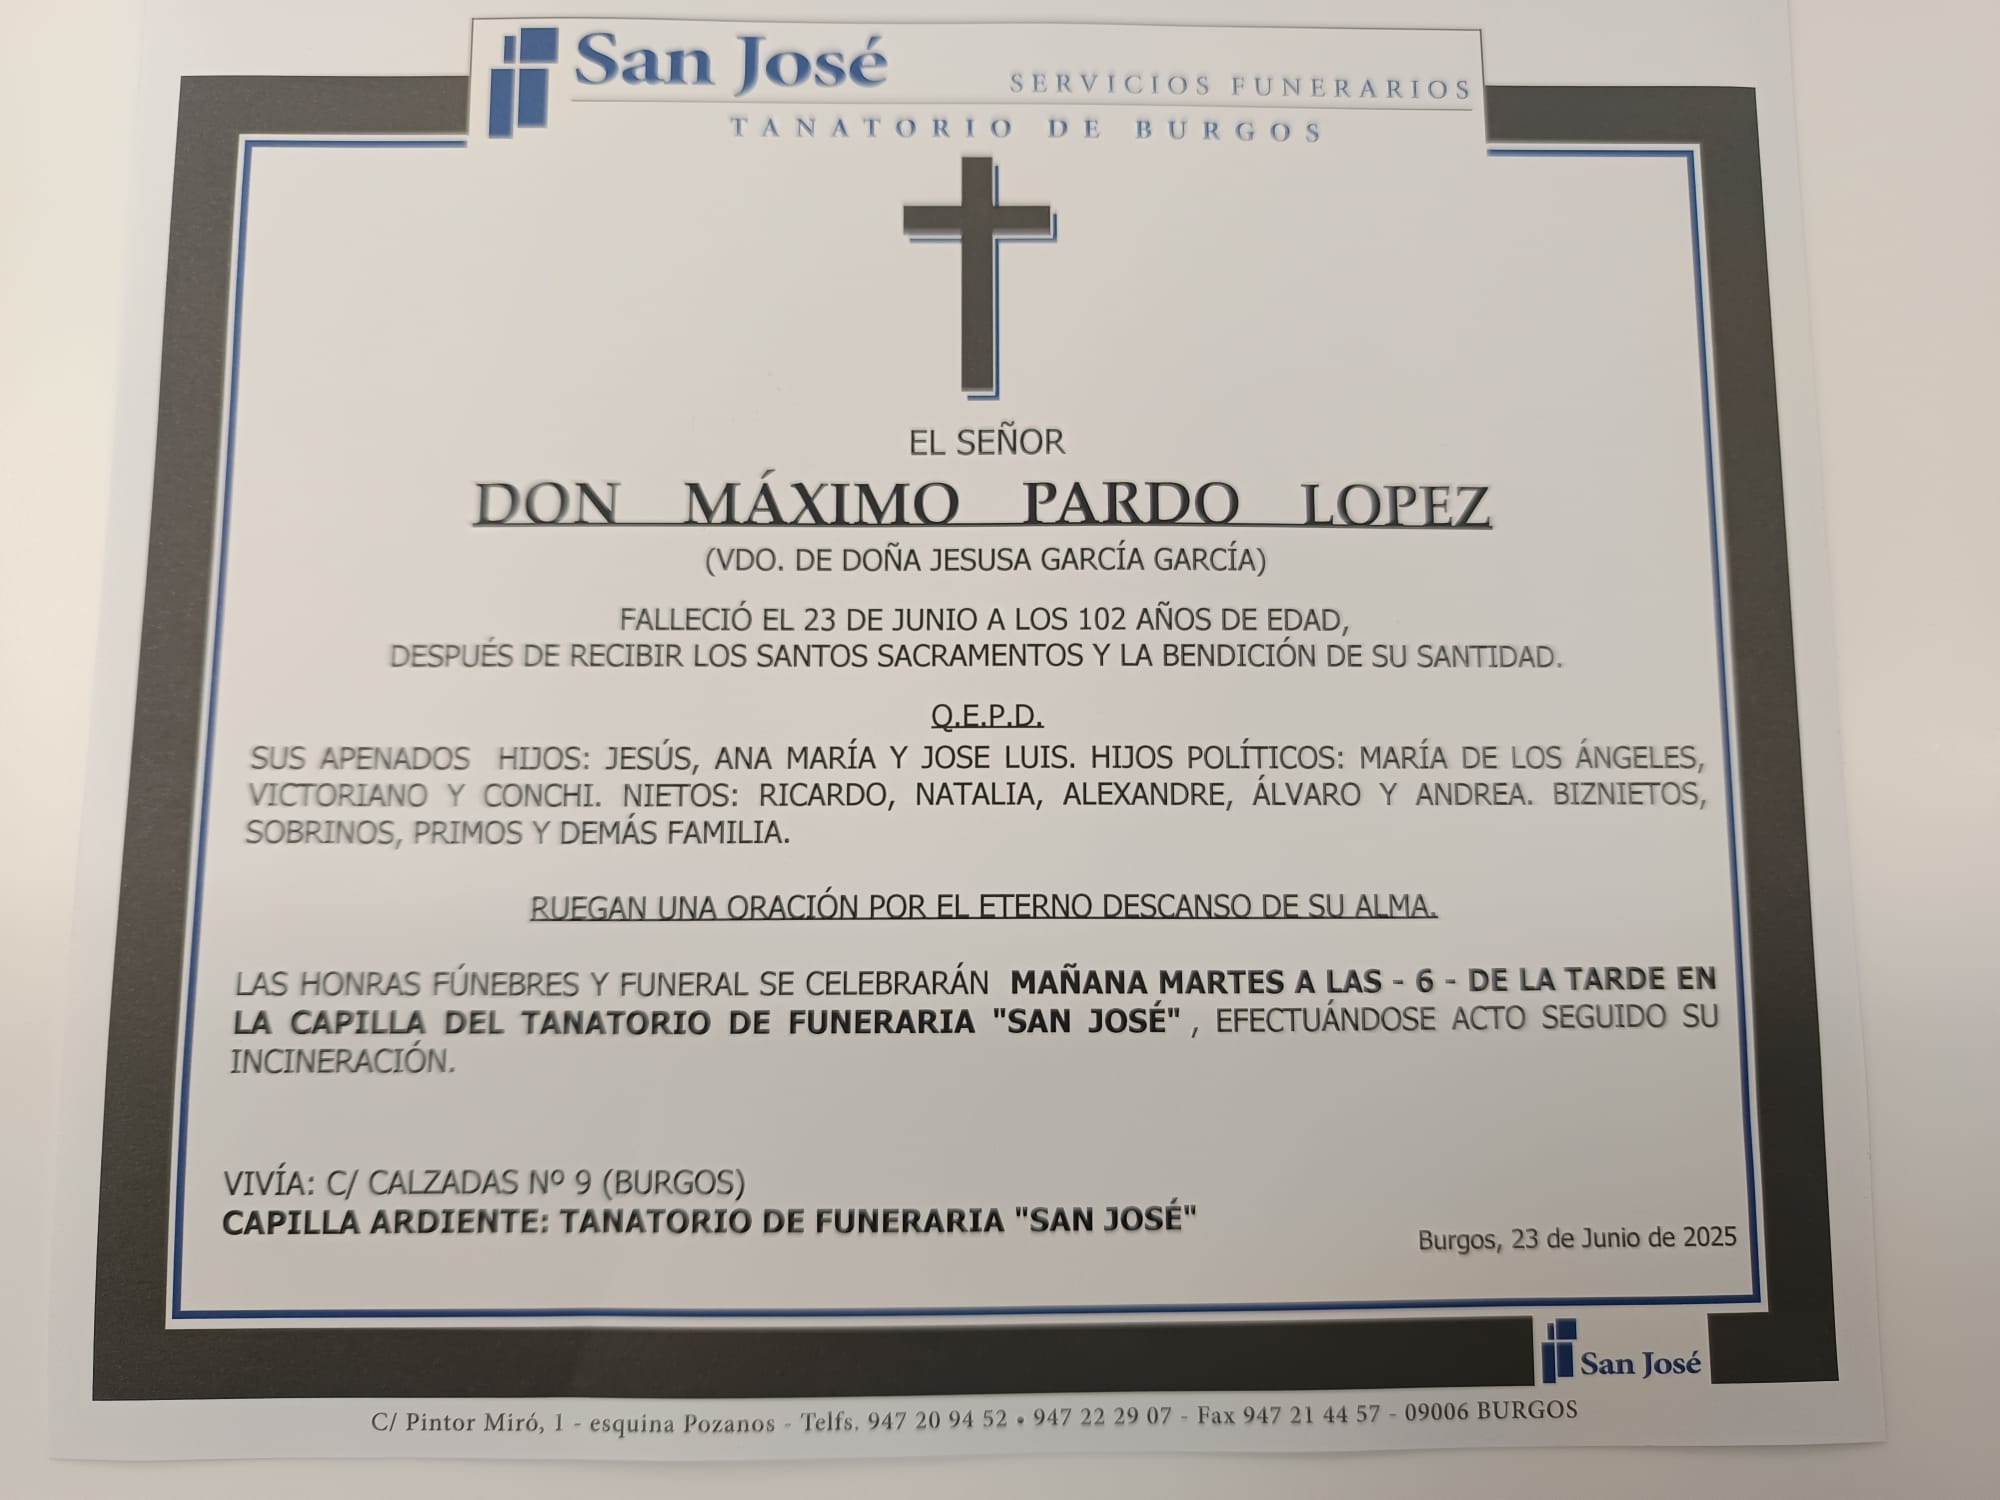 San José
SERVICIOS FUNERARIOS
TANATORIO DE BURGOS
EL SEÑOR
DON MÁXIMO PARDO LOPEZ
(VDO. DE DOÑA JESUSA GARCÍA GARCÍA)
FALLECIÓ EL 23 DE JUNIO A LOS 102 AÑOS DE EDAD,
DESPUÉS DE RECIBIR LOS SANTOS SACRAMENTOS Y LA BENDICIÓN DE SU SANTIDAD.
Q.E.P.D.
SUS APENADOS HIJOS: JESÚS, ANA MARÍA Y JOSE LUIS. HIJOS POLÍTICOS: MARÍA DE LOS ÁNGELES,
VICTORIANO Y CONCHI. NIETOS: RICARDO, NATALIA, ALEXANDRE, ÁLVARO Y ANDREA. BIZNIETOS,
SOBRINOS, PRIMOS Y DEMÁS FAMILIA.
RUEGAN UNA ORACIÓN POR EL ETERNO DESCANSO DE SU ALMA.
LAS HONRAS FÚNEBRES Y FUNERAL SE CELEBRARÁN MAÑANA MARTES A LAS - 6 - DE LA TARDE EN
LA CAPILLA DEL TANATORIO DE FUNERARIA "SAN JOSÉ" , EFECTUÁNDOSE ACTO SEGUIDO SU
INCINERACIÓN.
VIVÍA: C/ CALZADAS Nº 9 (BURGOS)
CAPILLA ARDIENTE: TANATORIO DE FUNERARIA "SAN JOSÉ"
Burgos, 23 de Junio de 2025
San José
C/ Pintor Miró, 1 - esquina Pozanos - Telfs. 947 20 94 52 • 947 22 29 07 - Fax 947 21 44 57 - 09006 BURGOS